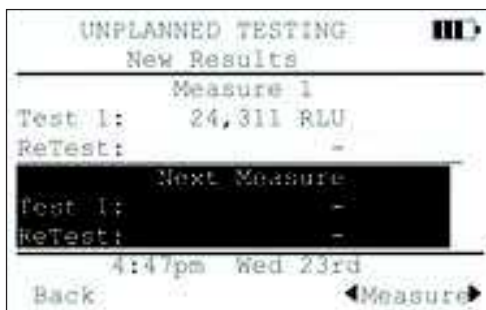 UNPLANNED TESTING
New Results
Measure 1
Test 1: 24,311 RLU
ReTest: -
Next Measure
Test 1: -
ReTest: -
4:47pm Wed 23rd
Back Measure